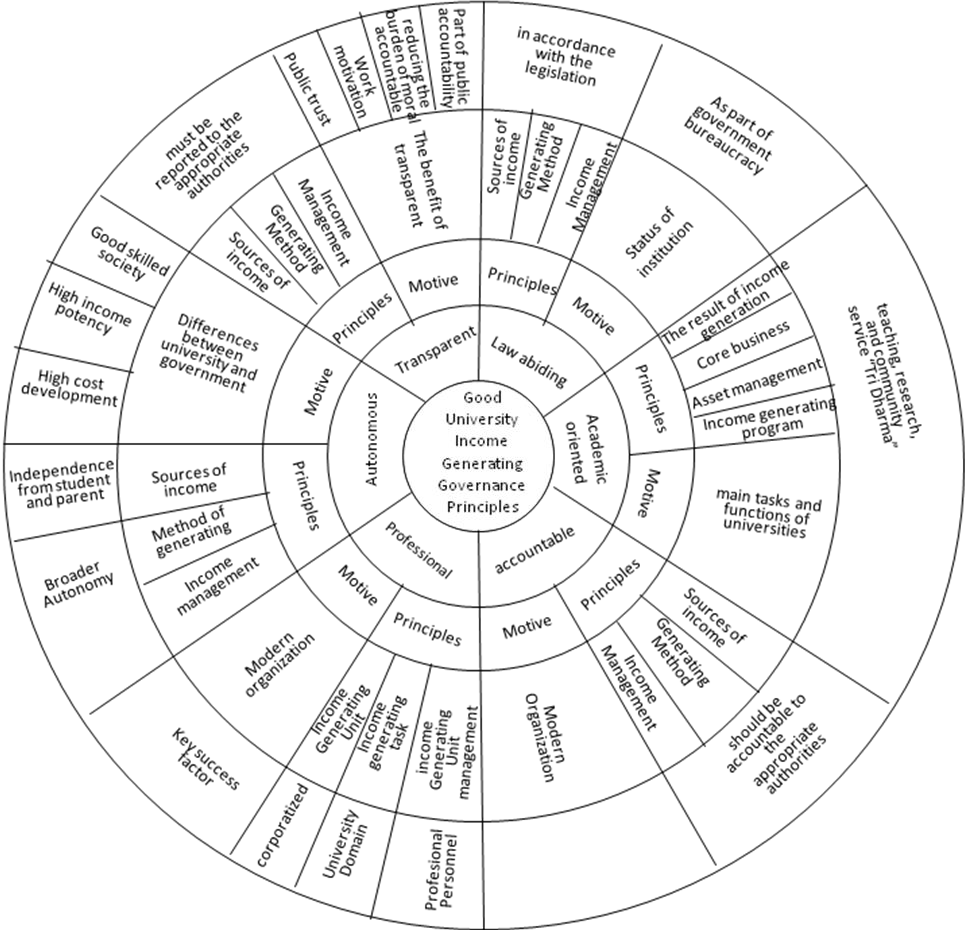 Good
University
Income
Generating
Governance
Principles
Law abiding
Academic
oriented
accountable
Professional
Autonomous
Transparent
Principles
Motive
Principles
Motive
Principles
Motive
Principles
Motive
Principles
Motive
Principles
Motive
Sources of
income
Generating
Method
Income
Management
Status of
institution
The result of income
generation
Core business
Asset management
Income generating
program
main tasks and
functions of
universities
Sources of
income
Generating
Method
Income
Management
Modern
Organization
income
Generating
Unit
management
Income
generating
task
Income
Generating
Unit
Modern
organization
Income
management
Method of
generating
Sources of
income
Differences
between
university and
government
Sources of
income
Generating
Method
Income
Management
The benefit of
transparent
in accordance
with the
legislation
As part of
government
bureucracy
teaching, research,
and community
service "Tri Dharma"
should be
accountable to
the
appropriate
authorities
Profesional
Personnel
University
Domain
corporatized
Key success
factor
Broader
Autonomy
Independence
from student
and parent
High cost
development
High income
potency
Good skilled
society
must be
reported to the
appropriate
authorities
Public trust
Work
motivation
reducing the
burden of moral
accountable
Part of public
accountability